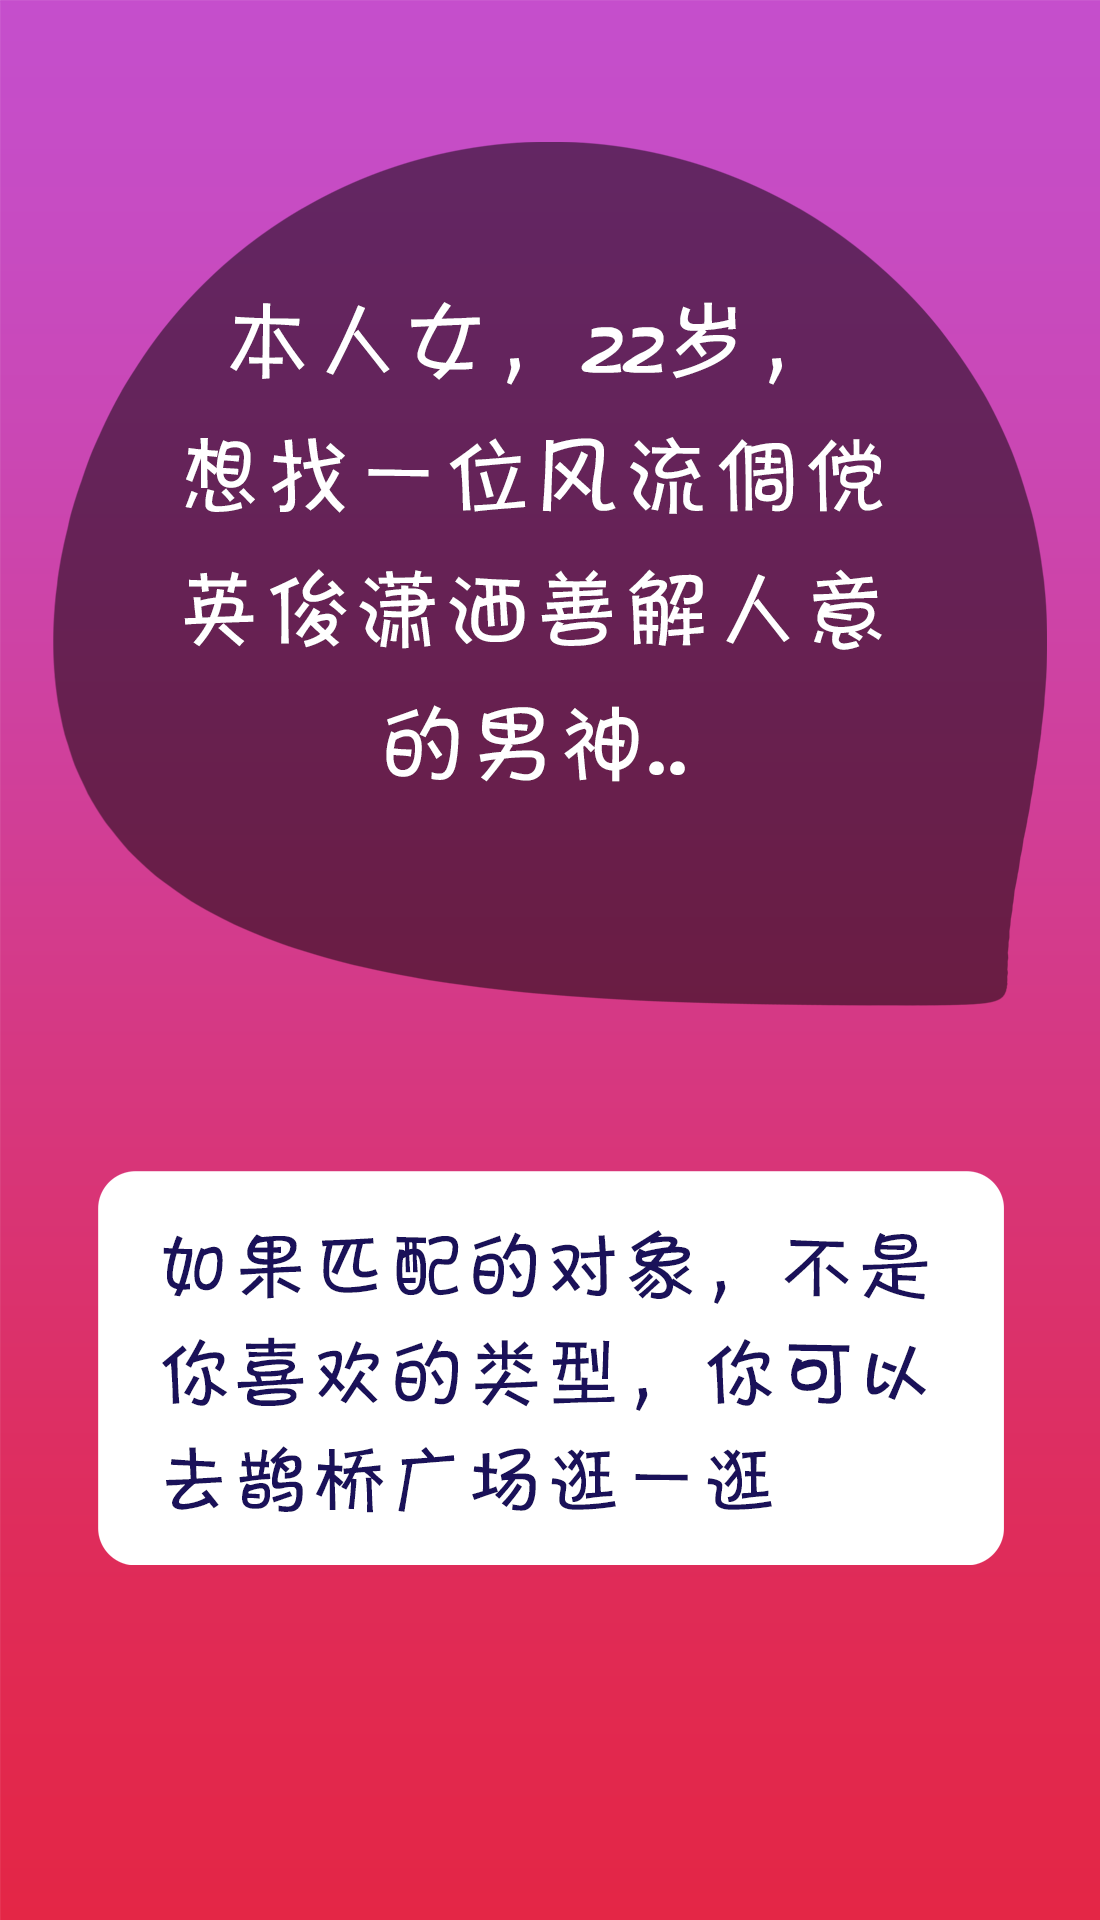 本人女，22岁，
想找一位风流倜傥
英俊潇洒善解人意
的男神..
如果匹配的对象，不是
你喜欢的类型，你可以
去鹊桥广场逛一逛